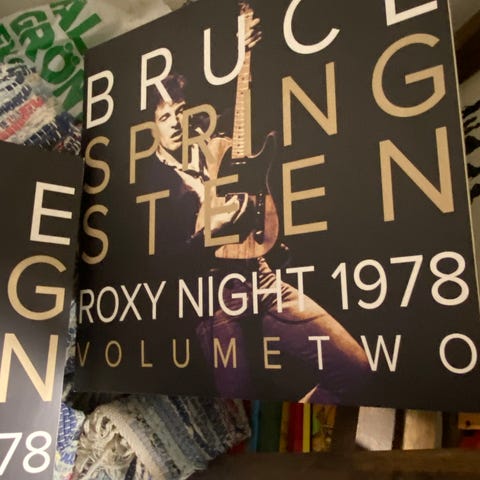 BRUCE
SPRING
STEEN
ROXY NIGHT 1978
VOLUME TWO
E
G
N
78